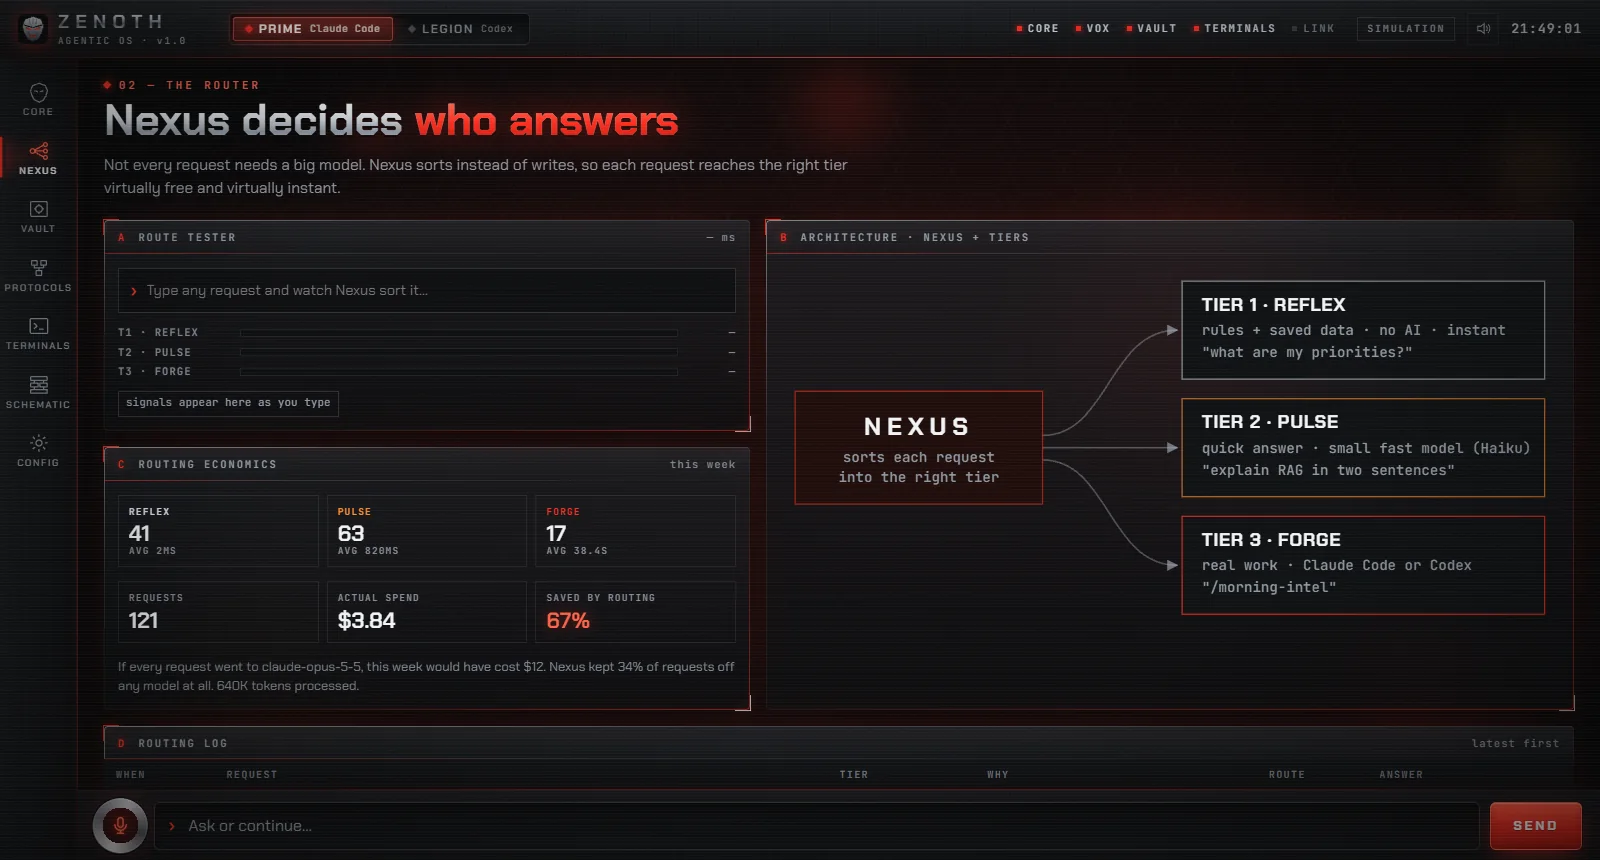 ZENOTH
AGENTIC OS · v1.0
PRIME Claude Code
LEGION Codex
CORE
VOX
VAULT
TERMINALS
LINK
SIMULATION
21:49:01
CORE
NEXUS
VAULT
PROTOCOLS
TERMINALS
SCHEMATIC
CONFIG
02 — THE ROUTER
Nexus decides who answers
Not every request needs a big model. Nexus sorts instead of writes, so each request reaches the right tier
virtually free and virtually instant.
A ROUTE TESTER
— ms
› Type any request and watch Nexus sort it...
T1 · REFLEX —
T2 · PULSE —
T3 · FORGE —
signals appear here as you type
C ROUTING ECONOMICS
this week
REFLEX
41
AVG 2MS
PULSE
63
AVG 820MS
FORGE
17
AVG 38.4S
REQUESTS
121
ACTUAL SPEND
$3.84
SAVED BY ROUTING
67%
If every request went to claude-opus-5-5, this week would have cost $12. Nexus kept 34% of requests off
any model at all. 640K tokens processed.
B ARCHITECTURE · NEXUS + TIERS
NEXUS
sorts each request
into the right tier
TIER 1 · REFLEX
rules + saved data · no AI · instant
"what are my priorities?"
TIER 2 · PULSE
quick answer · small fast model (Haiku)
"explain RAG in two sentences"
TIER 3 · FORGE
real work · Claude Code or Codex
"/morning-intel"
D ROUTING LOG
latest first
WHEN REQUEST TIER WHY ROUTE ANSWER
› Ask or continue...
SEND